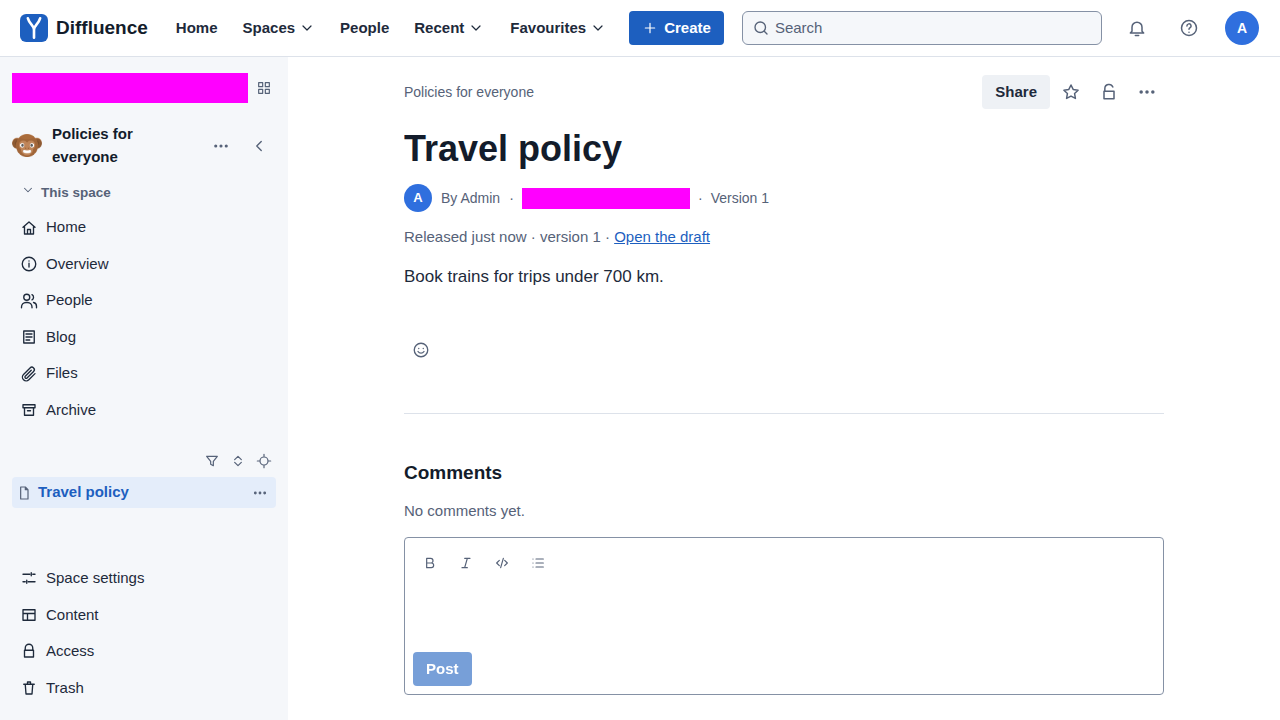 Diffluence
Home
Spaces
People
Recent
Favourites
Create
Search
A
Policies for
everyone
This space
Home
Overview
People
Blog
Files
Archive
Travel policy
Space settings
Content
Access
Trash
Policies for everyone
Share
Travel policy
A
By Admin · · Version 1
Released just now · version 1 · Open the draft
Book trains for trips under 700 km.
Comments
No comments yet.
Post